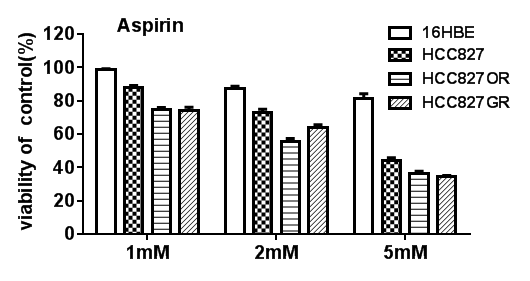 Aspirin
16HBE
HCC827
HCC827OR
HCC827GR
viability of control(%)
120
100
80
60
40
20
0
1mM 2mM 5mM